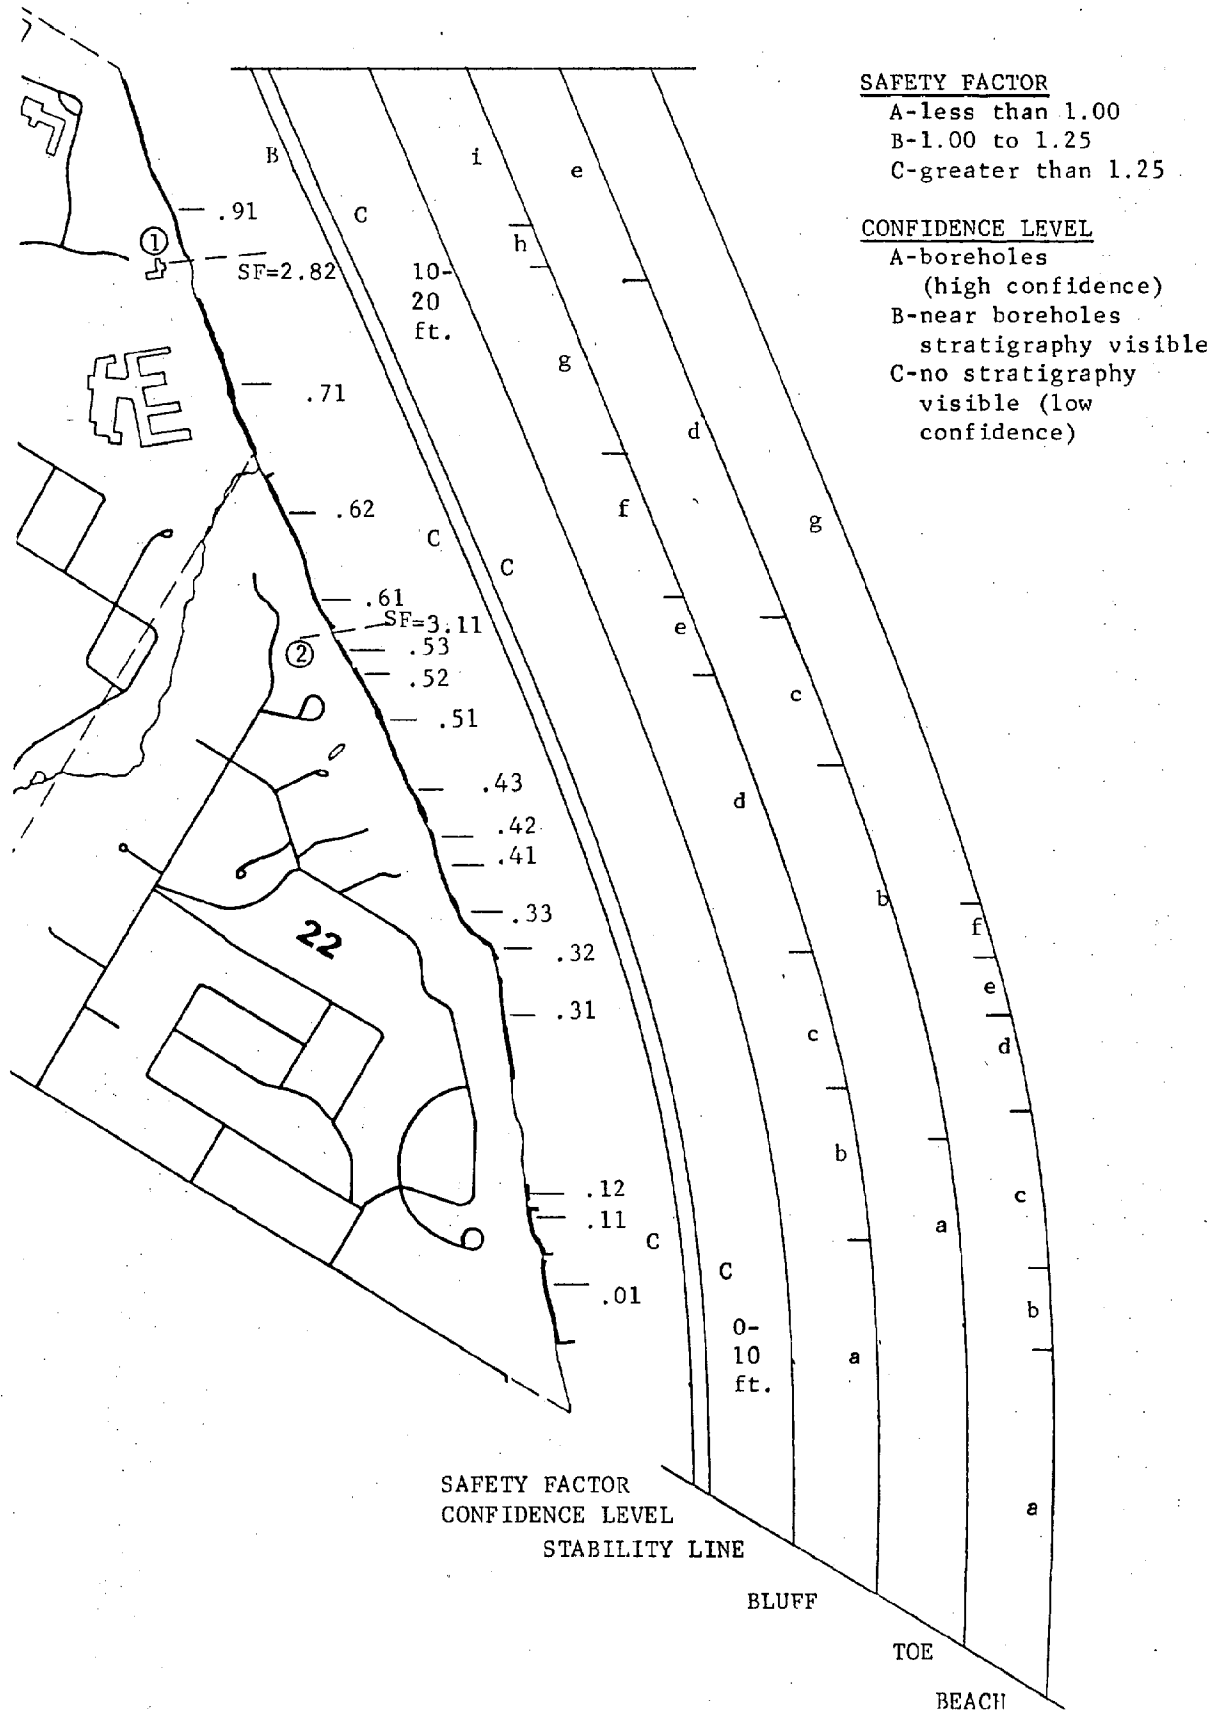 SAFETY FACTOR
A-less than 1.00
B-1.00 to 1.25
C-greater than 1.25
CONFIDENCE LEVEL
A-boreholes
(high confidence)
B-near boreholes
stratigraphy visible
C-no stratigraphy
visible (low
confidence)
B
i
e
C
.91
1
h
SF=2.82
10-
20
ft.
g
.71
d
.62
f
g
C
C
.61
SF=3.11
e
2
.53
.52
c
.51
.43
d
.42
.41
b
22
.33
f
.32
e
.31
c
d
b
.12
c
.11
a
C
C
.01
b
0-
10
ft.
a
a
SAFETY FACTOR
CONFIDENCE LEVEL
STABILITY LINE
BLUFF
TOE
BEACH